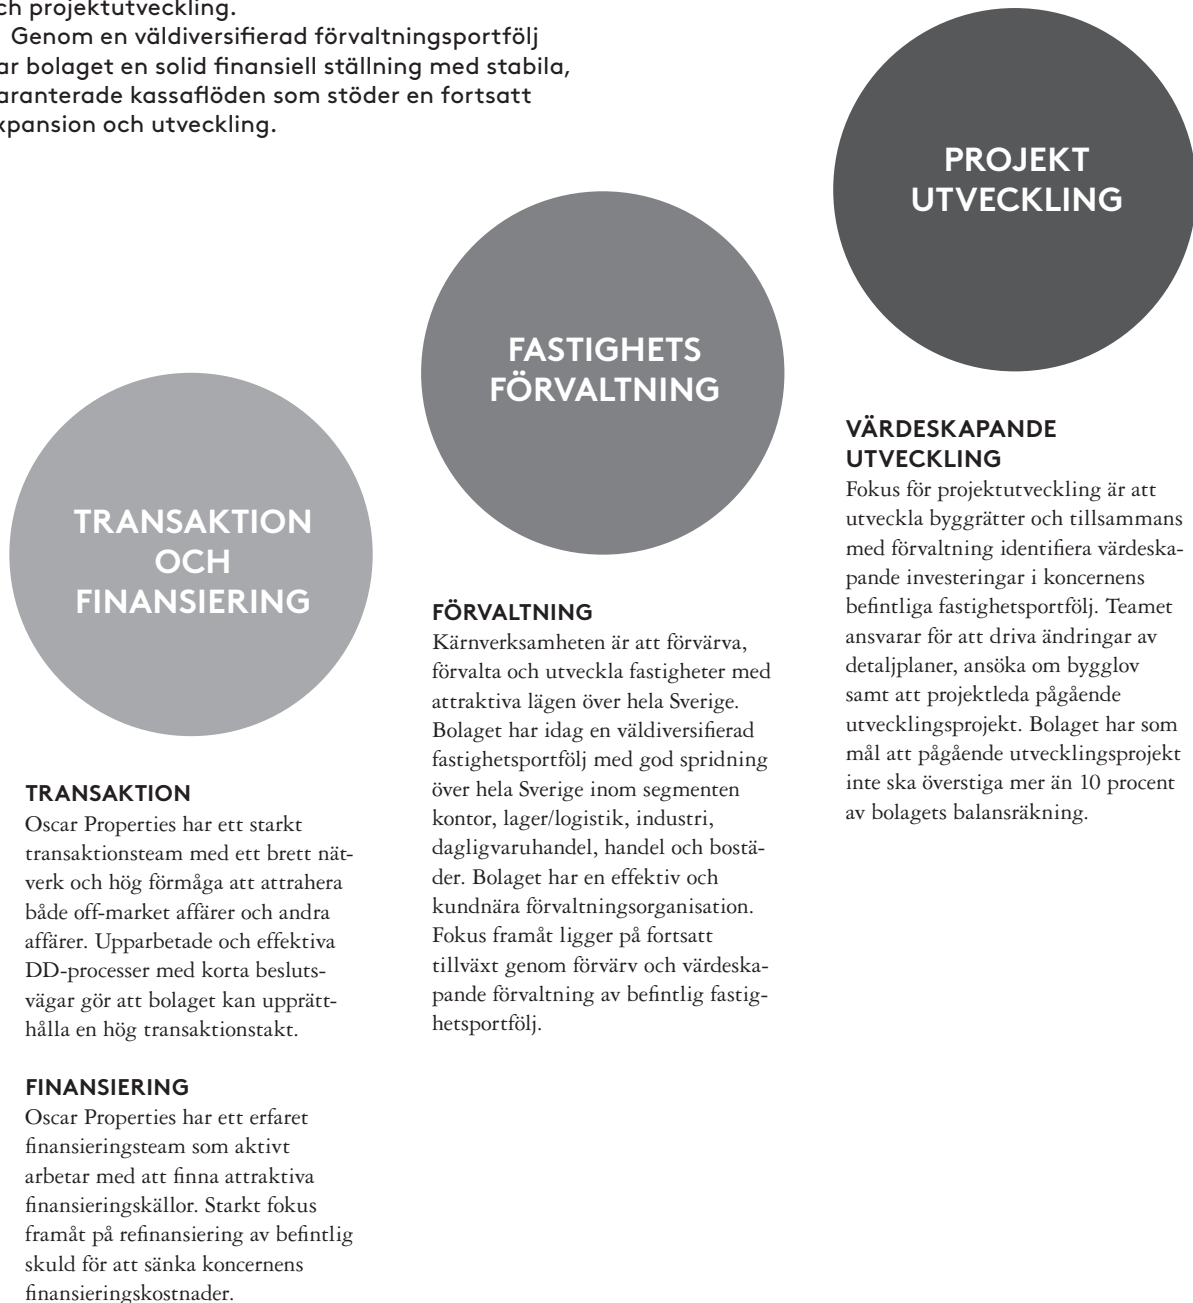 ch projektutveckling.
Genom en väldiversifierad förvaltningsportfölj
ar bolaget en solid finansiell ställning med stabila,
aranterade kassaflöden som stöder en fortsatt
xpansion och utveckling.
TRANSAKTION
OCH
FINANSIERING
TRANSAKTION
Oscar Properties har ett starkt
transaktionsteam med ett brett nät-
verk och hög förmåga att attrahera
både off-market affärer och andra
affärer. Upparbetade och effektiva
DD-processer med korta besluts-
vägar gör att bolaget kan upprätt-
hålla en hög transaktionstakt.
FINANSIERING
Oscar Properties har ett erfaret
finansieringsteam som aktivt
arbetar med att finna attraktiva
finansieringskällor. Starkt fokus
framåt på refinansiering av befintlig
skuld för att sänka koncernens
finansieringskostnader.
FASTIGHETS
FÖRVALTNING
FÖRVALTNING
Kärnverksamheten är att förvärva,
förvalta och utveckla fastigheter med
attraktiva lägen över hela Sverige.
Bolaget har idag en väldiversifierad
fastighetsportfölj med god spridning
över hela Sverige inom segmenten
kontor, lager/logistik, industri,
dagligvaruhandel, handel och bostä-
der. Bolaget har en effektiv och
kundnära förvaltningsorganisation.
Fokus framåt ligger på fortsatt
tillväxt genom förvärv och värdeska-
pande förvaltning av befintlig fastig-
hetsportfölj.
PROJEKT
UTVECKLING
VÄRDESKAPANDE
UTVECKLING
Fokus för projektutveckling är att
utveckla byggrätter och tillsammans
med förvaltning identifiera värdeska-
pande investeringar i koncernens
befintliga fastighetsportfölj. Teamet
ansvarar för att driva ändringar av
detaljplaner, ansöka om bygglov
samt att projektleda pågående
utvecklingsprojekt. Bolaget har som
mål att pågående utvecklingsprojekt
inte ska överstiga mer än 10 procent
av bolagets balansräkning.